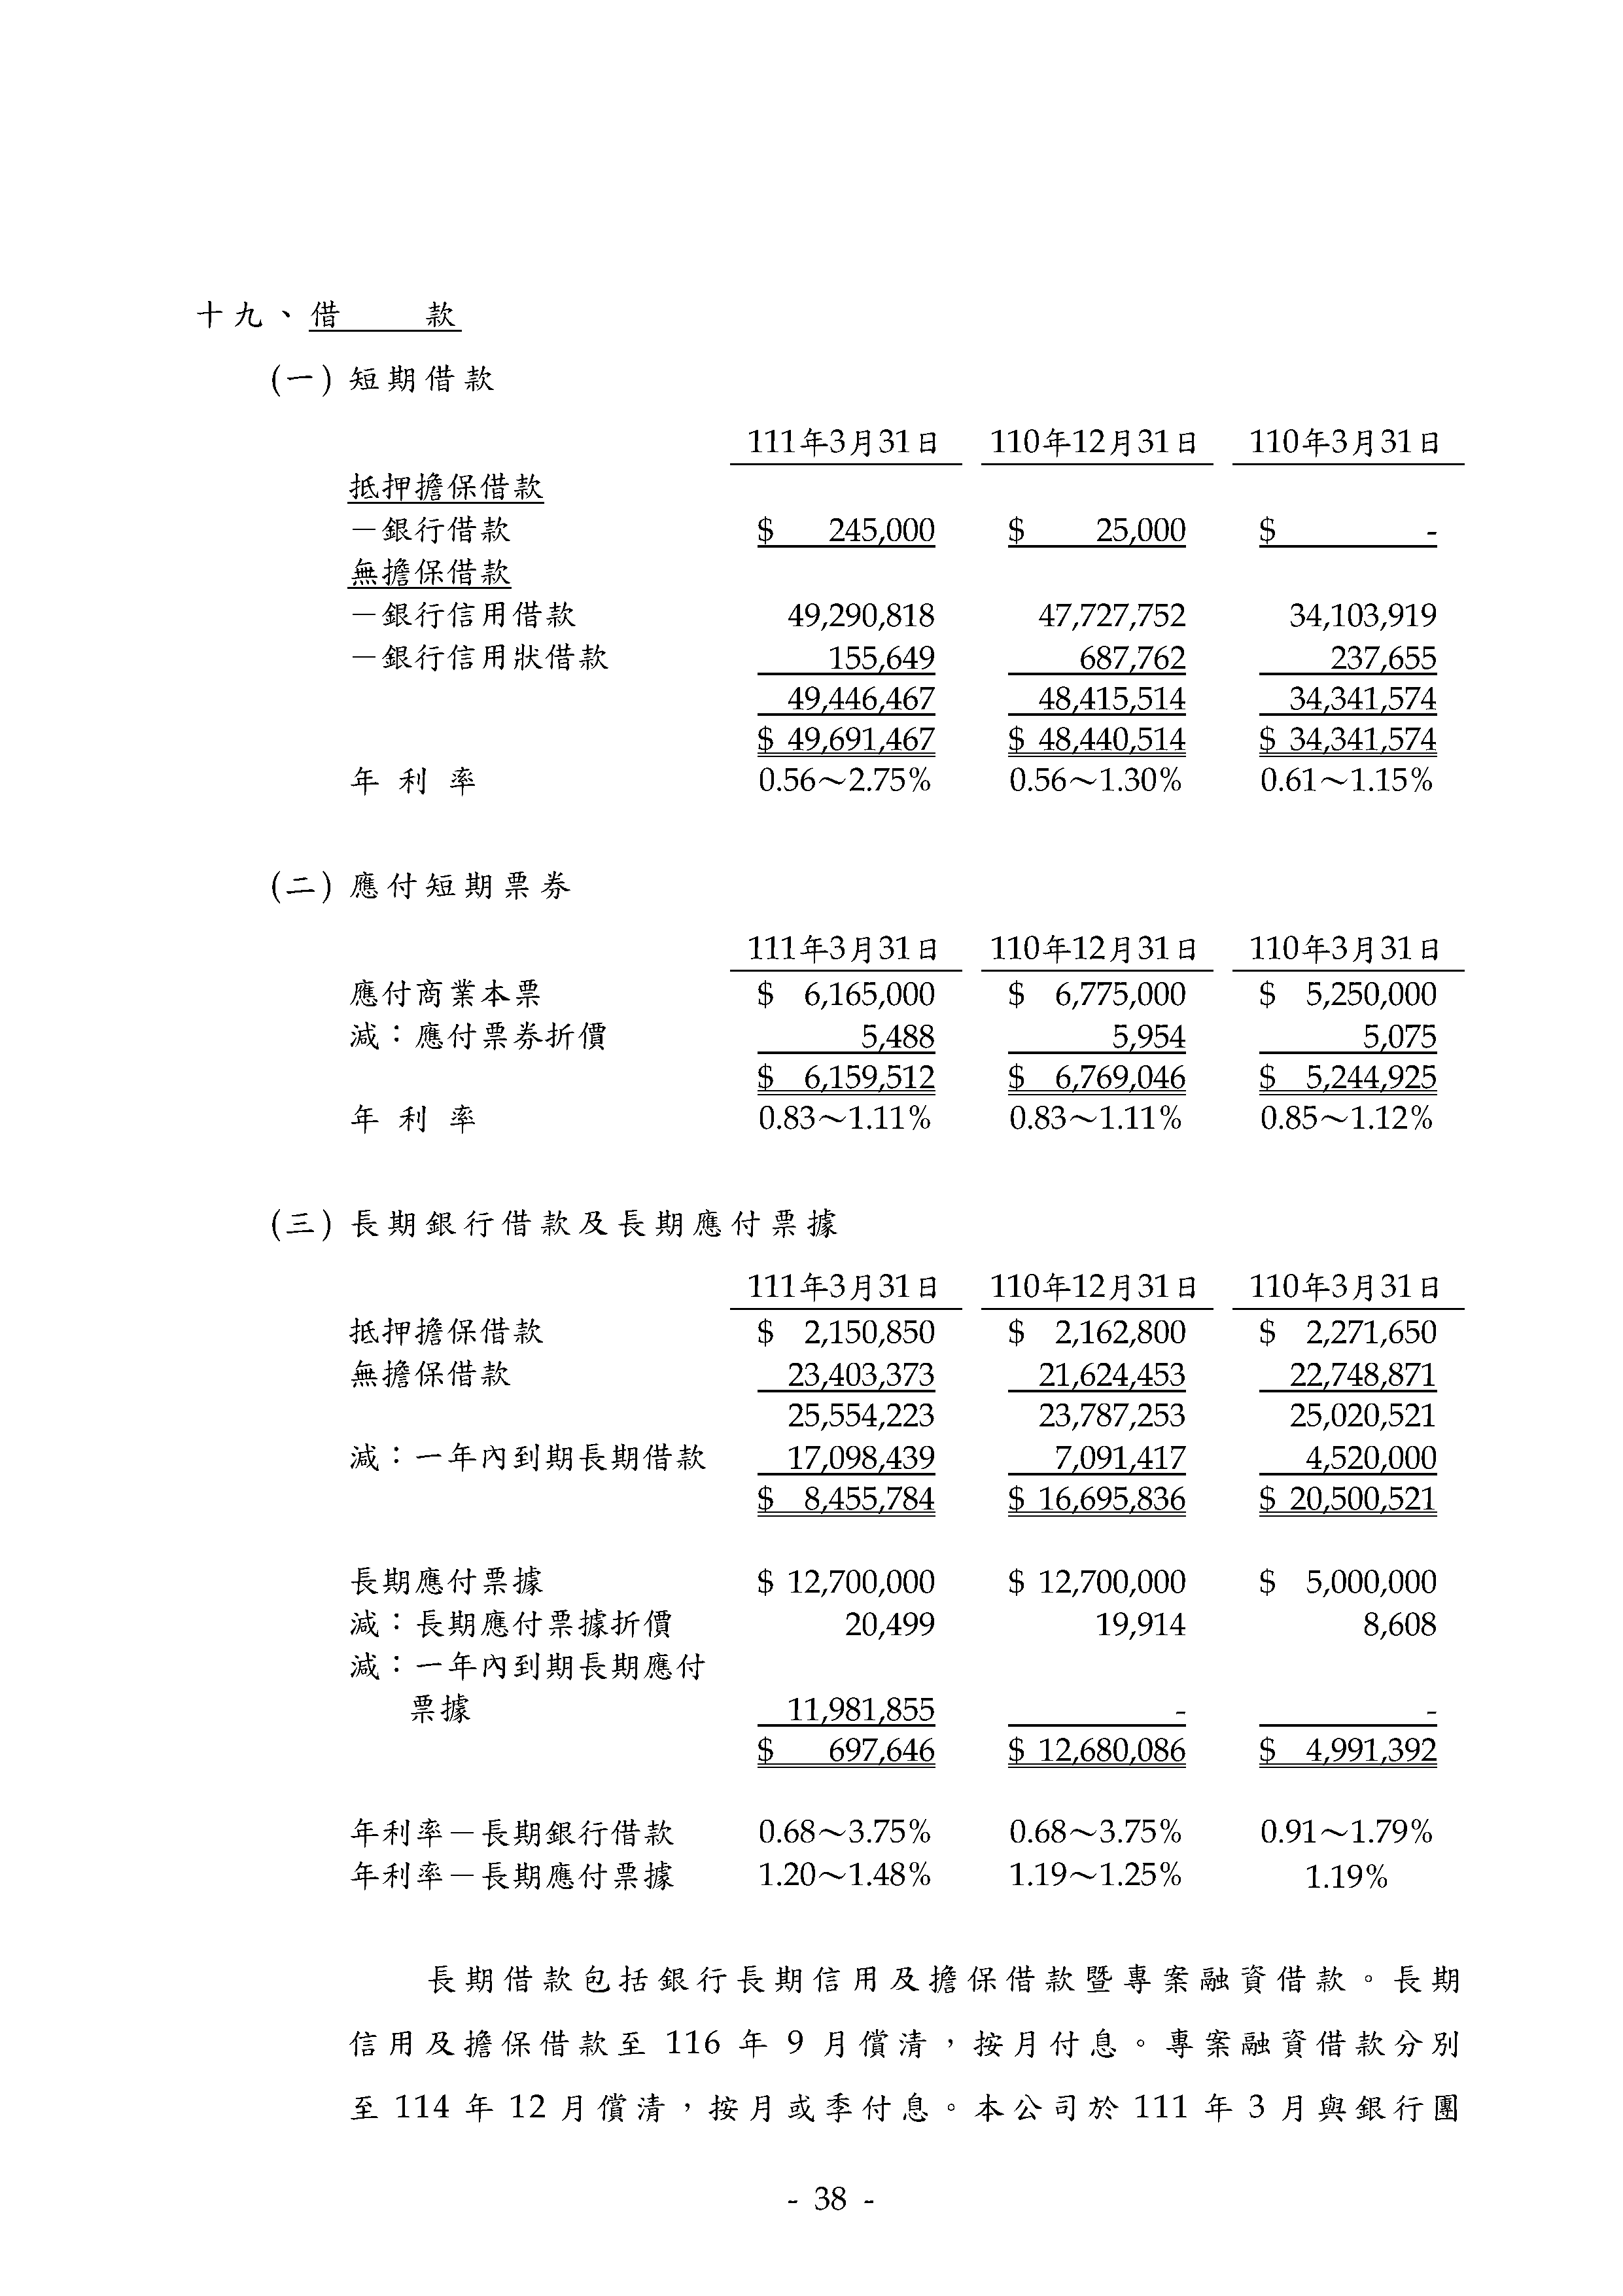 十九、借 款
(一) 短期借款
111年3月31日 110年12月31日 110年3月31日
抵押擔保借款
－銀行借款 $ 245,000 $ 25,000 $ -
無擔保借款
－銀行信用借款 49,290,818 47,727,752 34,103,919
－銀行信用狀借款 155,649 687,762 237,655
49,446,467 48,415,514 34,341,574
$ 49,691,467 $ 48,440,514 $ 34,341,574
年 利 率 0.56～2.75% 0.56～1.30% 0.61～1.15%
(二) 應付短期票券
111年3月31日 110年12月31日 110年3月31日
應付商業本票 $ 6,165,000 $ 6,775,000 $ 5,250,000
減：應付票券折價 5,488 5,954 5,075
$ 6,159,512 $ 6,769,046 $ 5,244,925
年 利 率 0.83～1.11% 0.83～1.11% 0.85～1.12%
(三) 長期銀行借款及長期應付票據
111年3月31日 110年12月31日 110年3月31日
抵押擔保借款 $ 2,150,850 $ 2,162,800 $ 2,271,650
無擔保借款 23,403,373 21,624,453 22,748,871
25,554,223 23,787,253 25,020,521
減：一年內到期長期借款 17,098,439 7,091,417 4,520,000
$ 8,455,784 $ 16,695,836 $ 20,500,521
長期應付票據 $ 12,700,000 $ 12,700,000 $ 5,000,000
減：長期應付票據折價 20,499 19,914 8,608
減：一年內到期長期應付
票據 11,981,855 - -
$ 697,646 $ 12,680,086 $ 4,991,392
年利率－長期銀行借款 0.68～3.75% 0.68～3.75% 0.91～1.79%
年利率－長期應付票據 1.20～1.48% 1.19～1.25% 1.19%
長期借款包括銀行長期信用及擔保借款暨專案融資借款。長期
信用及擔保借款至 116 年 9 月償清，按月付息。專案融資借款分別
至 114 年 12 月償清，按月或季付息。本公司於 111 年 3 月與銀行團
- 38 -